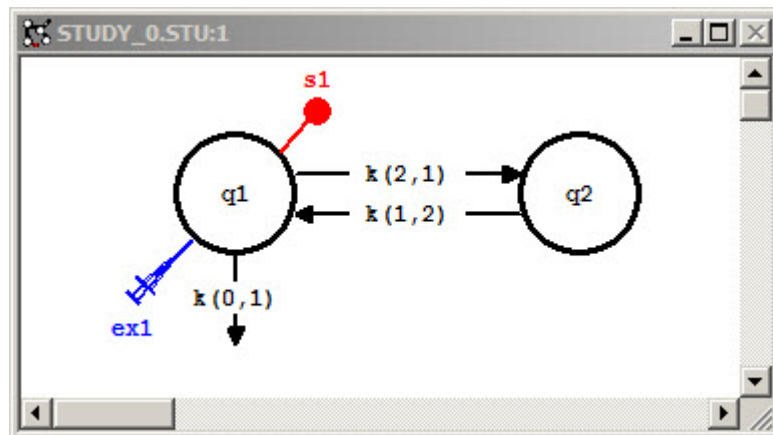 STUDY_0.STU:1
s1
k(2,1)
q1
q2
k(1,2)
k(0,1)
ex1